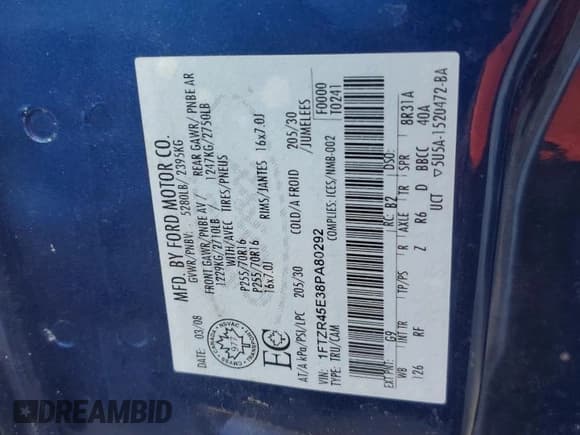 MFD. BY FORD MOTOR CO.
DATE: 03/08
GVWR/PNBV:
5280LB/ 2395KG
FRONT GAWR/PNBE AV
REAR GAWR/ PNBE AR
1229KG/2710LB
1247KG/2750LB
WITH/AVEC
TIRES/PNEUS
P255/70R16
P255/70R16
RIMS/JANTES
16x7.0J
16x7.0J
AT/A kPa/PSI/LPC
205/30
COLD/A FROID
205/30
/JUMELEES
VIN: 1FTZR45E38PA80292
TYPE: TRU/CAM
COMPLIES: ICES/NMB-002
F0000
T0241
EXT PNT: G9
RC: B2
DSO:
WB
INT TR
TP/PS
R
AXLE
TR
SPR
8R31A
126
RF
Z
R6
D
BBCC
40A
UCT
▽5U5A-1520472-BA
DREAMBID